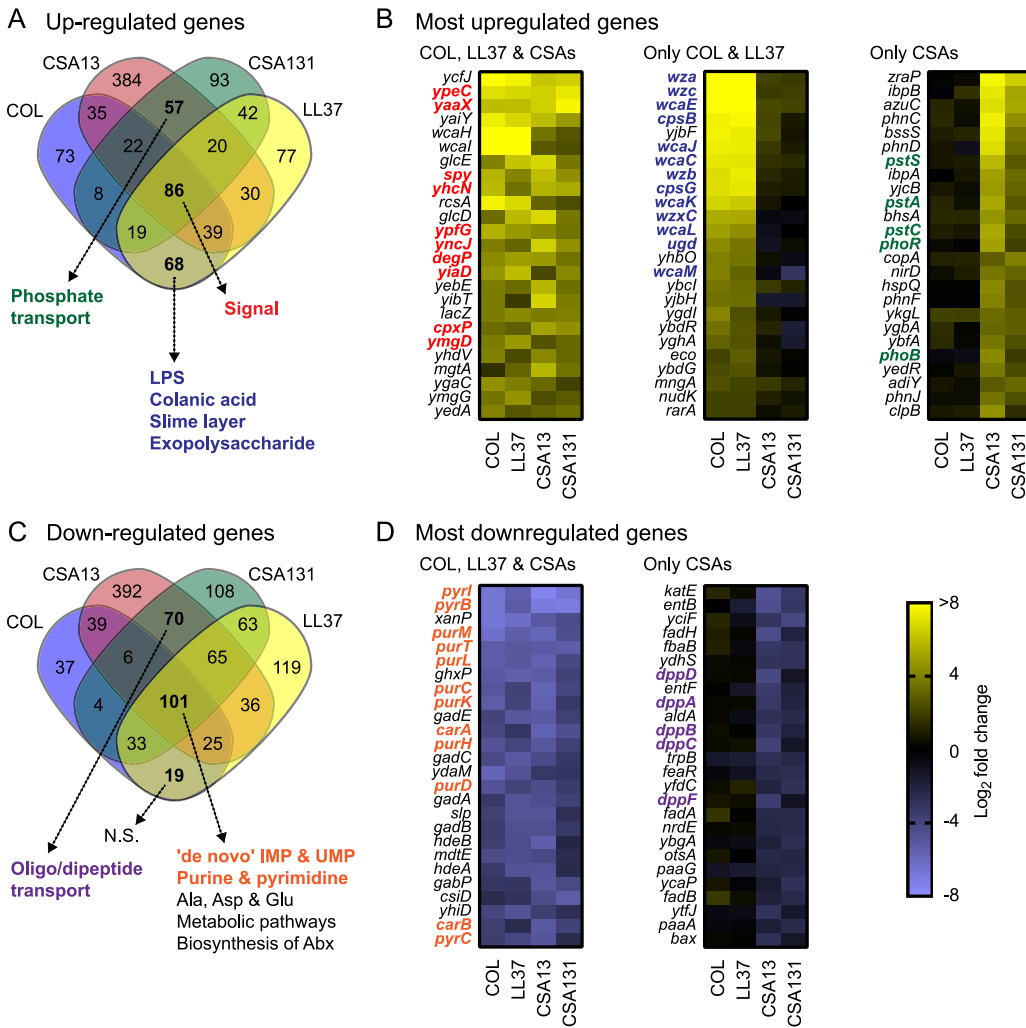 A Up-regulated genes
CSA13
CSA131
COL
LL37
384
93
35
57
42
73
22
20
77
8
86
30
19
39
68
Phosphate
transport
Signal
LPS
Colanic acid
Slime layer
Exopolysaccharide
B Most upregulated genes
COL, LL37 & CSAs
ycfJ
ypeC
yaaX
yaiY
wcaH
wcaI
glcE
spy
yhcN
rcsA
glcD
ypfG
yncJ
degP
yiaD
yebE
yibT
lacZ
cpxP
ymgD
yhdV
mgtA
ygaC
ymgG
yedA
COL
LL37
CSA13
CSA131
Only COL & LL37
wza
wzc
wcaE
cpsB
yjbF
wcaJ
wcaC
wzb
cpsG
wcaK
wzxC
wcaL
ugd
yhbO
wcaM
ybcI
yjbH
ygdI
ybdR
yghA
eco
ybdG
mngA
nudK
rarA
COL
LL37
CSA13
CSA131
Only CSAs
zraP
ibpB
azuC
phnC
bssS
phnD
pstS
ibpA
yjcB
pstA
bhsA
pstC
phoR
copA
nirD
hspQ
phnF
ykgL
ygbA
ybfA
phoB
yedR
adiY
phnJ
clpB
COL
LL37
CSA13
CSA131
C Down-regulated genes
CSA13
CSA131
COL
LL37
392
108
39
70
63
37
6
65
119
4
101
36
33
25
19
N.S.
Oligo/dipeptide
transport
'de novo' IMP & UMP
Purine & pyrimidine
Ala, Asp & Glu
Metabolic pathways
Biosynthesis of Abx
D Most downregulated genes
COL, LL37 & CSAs
pyrI
pyrB
xanP
purM
purT
purL
ghxP
purC
purK
gadE
carA
purH
gadC
ydaM
purD
gadA
slp
gadB
hdeB
mdtE
hdeA
gabP
csiD
yhiD
carB
pyrC
COL
LL37
CSA13
CSA131
Only CSAs
katE
entB
yciF
fadH
fbaB
ydhS
dppD
entF
dppA
aldA
dppB
dppC
trpB
feaR
yfdC
dppF
fadA
nrdE
ybgA
otsA
paaG
ycaP
fadB
ytfJ
paaA
bax
COL
LL37
CSA13
CSA131
>8
4
0
-4
-8
Log2 fold change